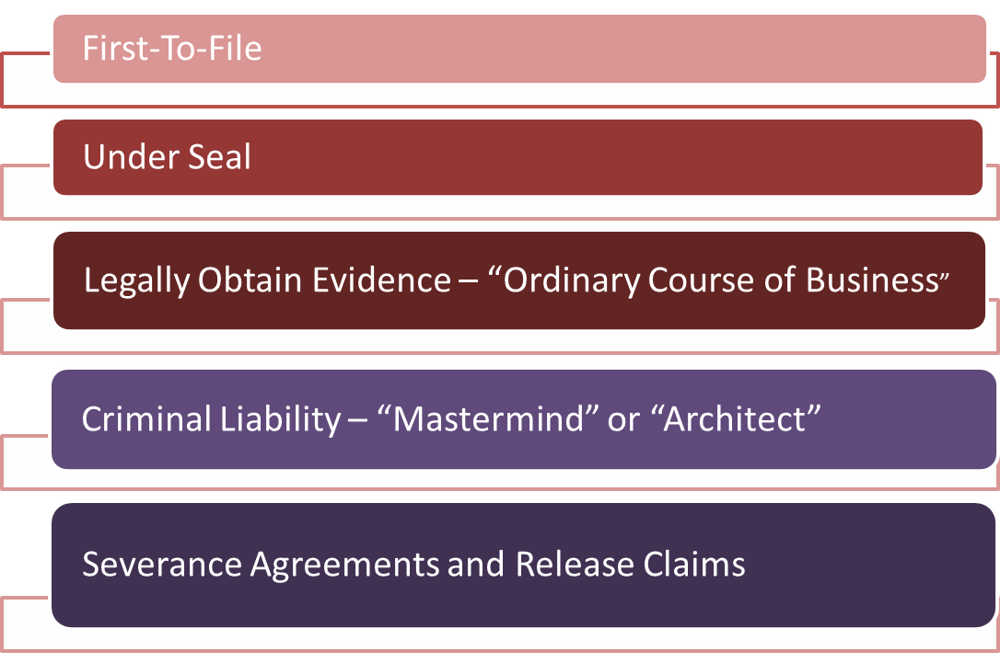 First-To-File
Under Seal
Legally Obtain Evidence – “Ordinary Course of Business”
Criminal Liability – “Mastermind” or “Architect”
Severance Agreements and Release Claims